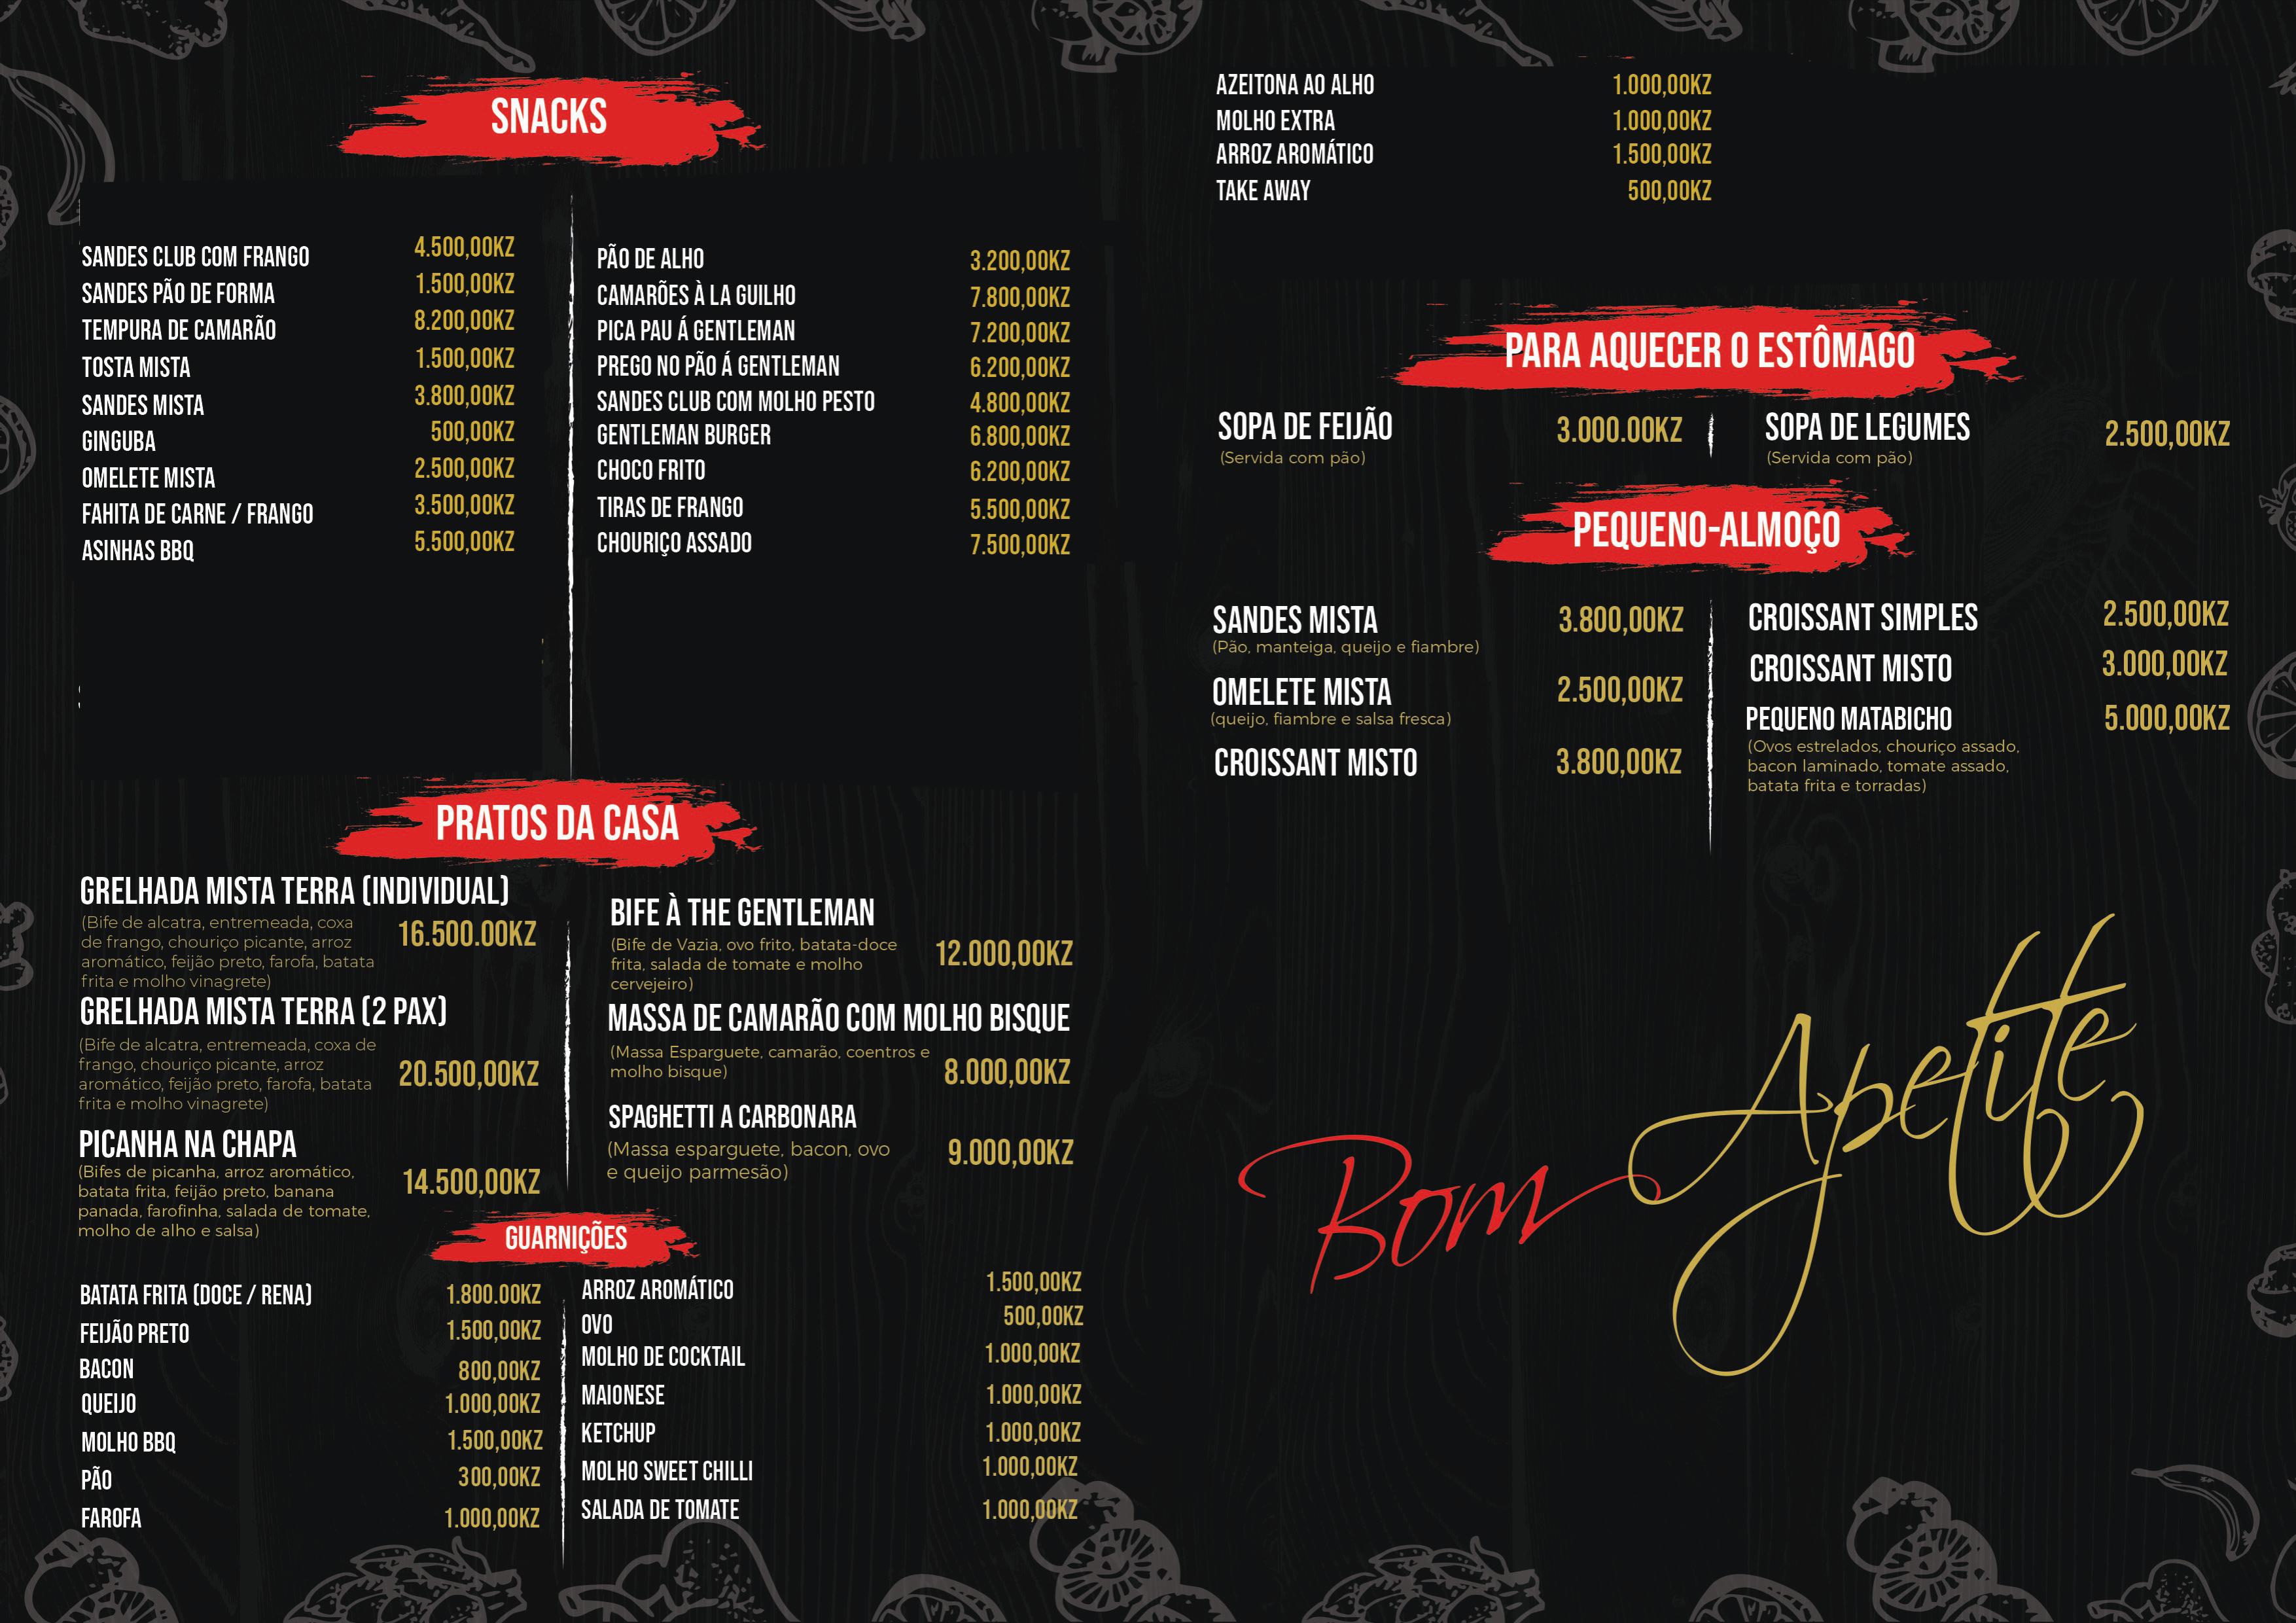 SNACKS
SANDES CLUB COM FRANGO 4.500,00KZ
SANDES PÃO DE FORMA 1.500,00KZ
TEMPURA DE CAMARÃO 8.200,00KZ
TOSTA MISTA 1.500,00KZ
SANDES MISTA 3.800,00KZ
GINGUBA 500,00KZ
OMELETE MISTA 2.500,00KZ
FAHITA DE CARNE / FRANGO 3.500,00KZ
ASINHAS BBQ 5.500,00KZ
PÃO DE ALHO 3.200,00KZ
CAMARÕES À LA GUILHO 7.800,00KZ
PICA PAU Á GENTLEMAN 7.200,00KZ
PREGO NO PÃO Á GENTLEMAN 6.200,00KZ
SANDES CLUB COM MOLHO PESTO 4.800,00KZ
GENTLEMAN BURGER 6.800,00KZ
CHOCO FRITO 6.200,00KZ
TIRAS DE FRANGO 5.500,00KZ
CHOURIÇO ASSADO 7.500,00KZ
PRATOS DA CASA
GRELHADA MISTA TERRA (INDIVIDUAL)
(Bife de alcatra, entremeada, coxa
de frango, chouriço picante, arroz
aromático, feijão preto, farofa, batata
frita e molho vinagrete)
16.500.00KZ
GRELHADA MISTA TERRA (2 PAX)
(Bife de alcatra, entremeada, coxa de
frango, chouriço picante, arroz
aromático, feijão preto, farofa, batata
frita e molho vinagrete)
20.500,00KZ
PICANHA NA CHAPA
(Bifes de picanha, arroz aromático,
batata frita, feijão preto, banana
panada, farofinha, salada de tomate,
molho de alho e salsa)
14.500,00KZ
BIFE À THE GENTLEMAN
(Bife de Vazia, ovo frito, batata-doce
frita, salada de tomate e molho
cervejeiro)
12.000,00KZ
MASSA DE CAMARÃO COM MOLHO BISQUE
(Massa Esparguete, camarão, coentros e
molho bisque)
8.000,00KZ
SPAGHETTI A CARBONARA
(Massa esparguete, bacon, ovo
e queijo parmesão)
9.000,00KZ
GUARNIÇÕES
BATATA FRITA (DOCE / RENA) 1.800.00KZ
FEIJÃO PRETO 1.500,00KZ
BACON 800,00KZ
QUEIJO 1.000,00KZ
MOLHO BBQ 1.500,00KZ
PÃO 300,00KZ
FAROFA 1.000,00KZ
ARROZ AROMÁTICO 1.500,00KZ
OVO 500,00KZ
MOLHO DE COCKTAIL 1.000,00KZ
MAIONESE 1.000,00KZ
KETCHUP 1.000,00KZ
MOLHO SWEET CHILLI 1.000,00KZ
SALADA DE TOMATE 1.000,00KZ
AZEITONA AO ALHO 1.000,00KZ
MOLHO EXTRA 1.000,00KZ
ARROZ AROMÁTICO 1.500,00KZ
TAKE AWAY 500,00KZ
PARA AQUECER O ESTÔMAGO
SOPA DE FEIJÃO 3.000.00KZ
(Servida com pão)
SOPA DE LEGUMES 2.500,00KZ
(Servida com pão)
PEQUENO-ALMOÇO
SANDES MISTA 3.800,00KZ
(Pão, manteiga, queijo e fiambre)
OMELETE MISTA 2.500,00KZ
(queijo, fiambre e salsa fresca)
CROISSANT MISTO 3.800,00KZ
CROISSANT SIMPLES 2.500,00KZ
CROISSANT MISTO 3.000,00KZ
PEQUENO MATABICHO 5.000,00KZ
(Ovos estrelados, chouriço assado,
bacon laminado, tomate assado,
batata frita e torradas)
Bom Apetitte